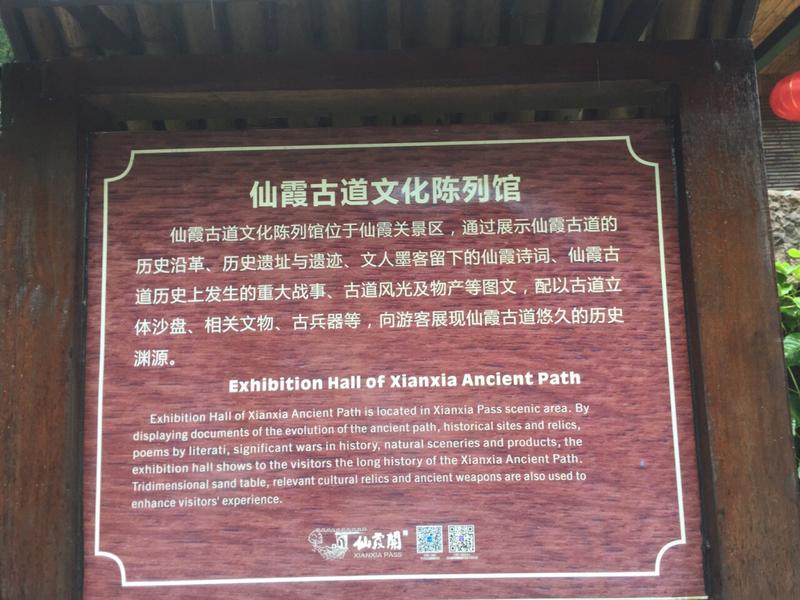 仙霞古道文化陈列馆
仙霞古道文化陈列馆位于仙霞关景区，通过展示仙霞古道的
历史沿革、历史遗址与遗迹、文人墨客留下的仙霞诗词、仙霞古
道历史上发生的重大战事、古道风光及物产等图文，配以古道立
体沙盘、相关文物、古兵器等，向游客展现仙霞古道悠久的历史
渊源。
Exhibition Hall of Xianxia Ancient Path
Exhibition Hall of Xianxia Ancient Path is located in Xianxia Pass scenic area. By
displaying documents of the evolution of the ancient path, historical sites and relics,
poems by literati, significant wars in history, natural sceneries and products, the
exhibition hall shows to the visitors the long history of the Xianxia Ancient Path.
Tridimensional sand table, relevant cultural relics and ancient weapons are also used to
enhance visitors' experience.
仙霞關
XIANXIA PASS